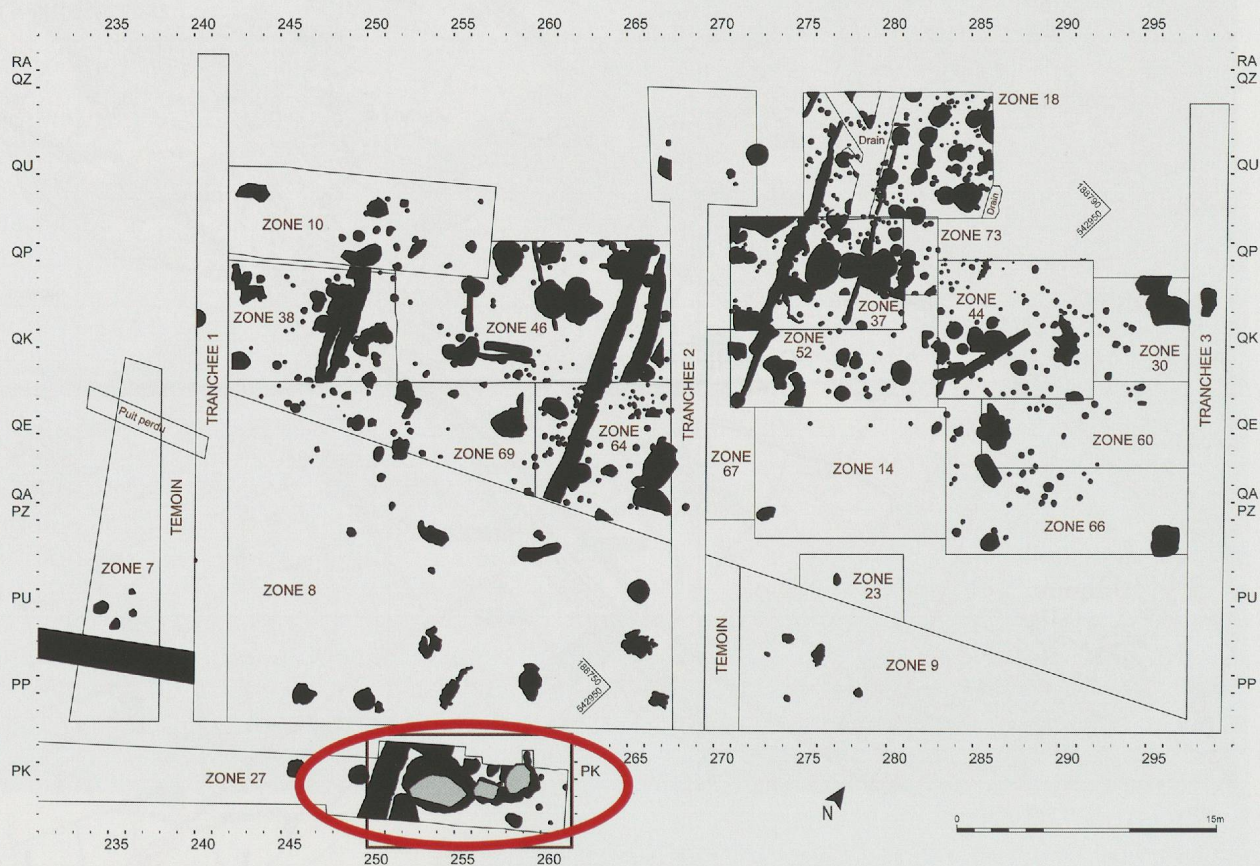 235 240 245 250 255 260 265 270 275 280 285 290 295
RA
QZ
RA
QZ
ZONE 18
Drain
QU
QU
Drain
188790
542950
ZONE 10
ZONE 73
QP
QP
ZONE 38
ZONE 46
ZONE
37
ZONE
44
QK
ZONE
52
ZONE
30
QK
TRANCHEE 1
TRANCHEE 2
TRANCHEE 3
Puit perdu
QE
ZONE 69
ZONE
64
ZONE 60
QE
ZONE
67
ZONE 14
QA
PZ
TEMOIN
ZONE 66
QA
PZ
ZONE 7
ZONE 8
ZONE
23
PU
PU
TEMOIN
188750
542950
ZONE 9
PP
PP
265 270 275 280 285 290 295
PK
ZONE 27
PK
PK
N
0 15m
235 240 245
250 255 260